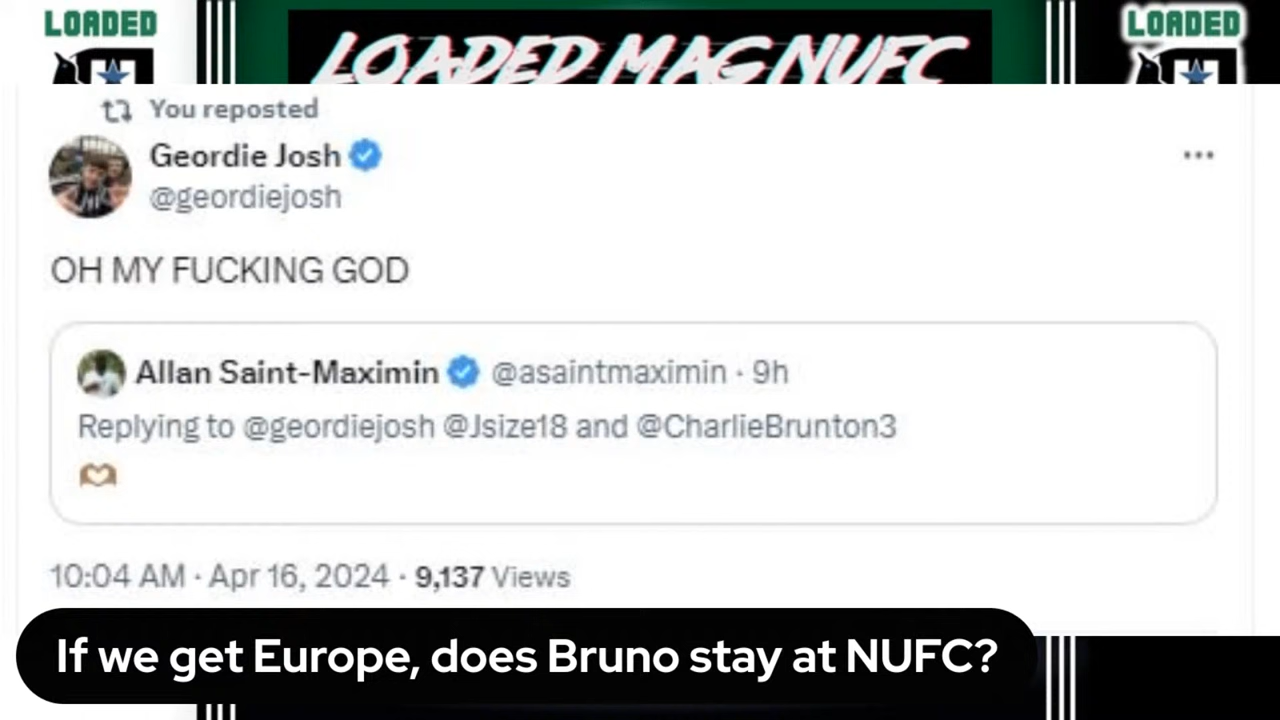 LOADED
LOADED MAG NUFC
LOADED
You reposted
Geordie Josh
@geordiejosh
OH MY FUCKING GOD
Allan Saint-Maximin @asaintmaximin · 9h
Replying to @geordiejosh @Jsize18 and @CharlieBrunton3
🫶🏽
10:04 AM · Apr 16, 2024 · 9,137 Views
If we get Europe, does Bruno stay at NUFC?